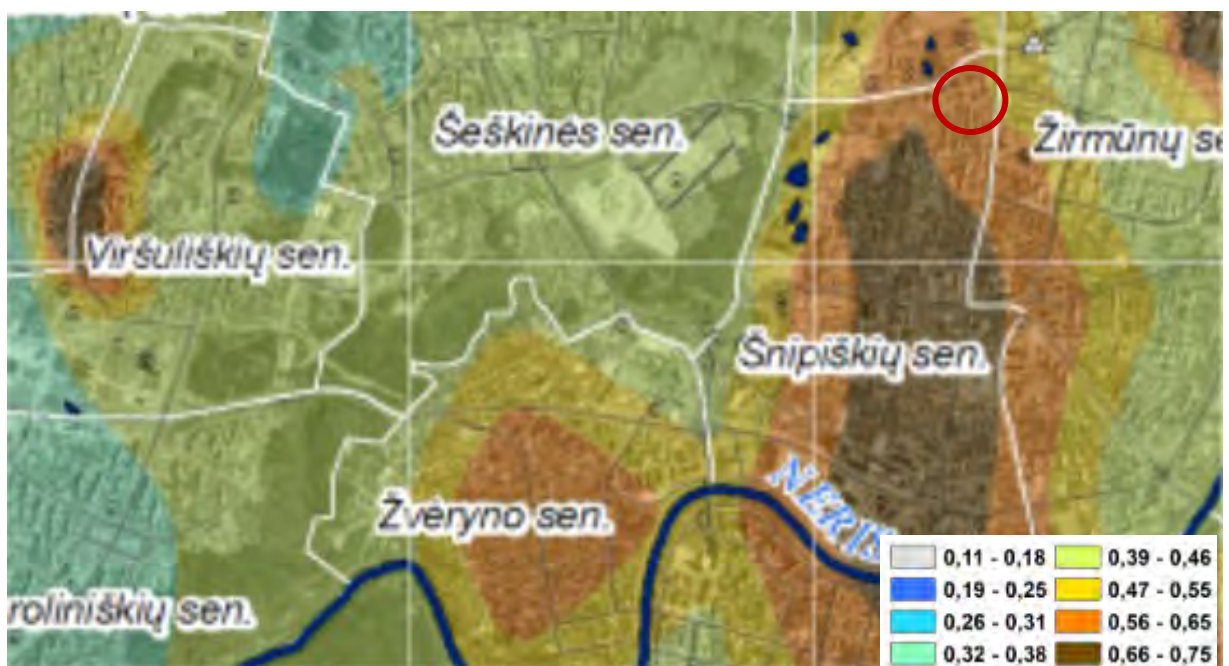 Šeškinės sen.
Žirmūnų se
Viršuliškių sen.
Šnipiškių sen.
Žvėryno sen.
NERIS
roliniškių sen.
0,11 - 0,18
0,19 - 0,25
0,26 - 0,31
0,32 - 0,38
0,39 - 0,46
0,47 - 0,55
0,56 - 0,65
0,66 - 0,75